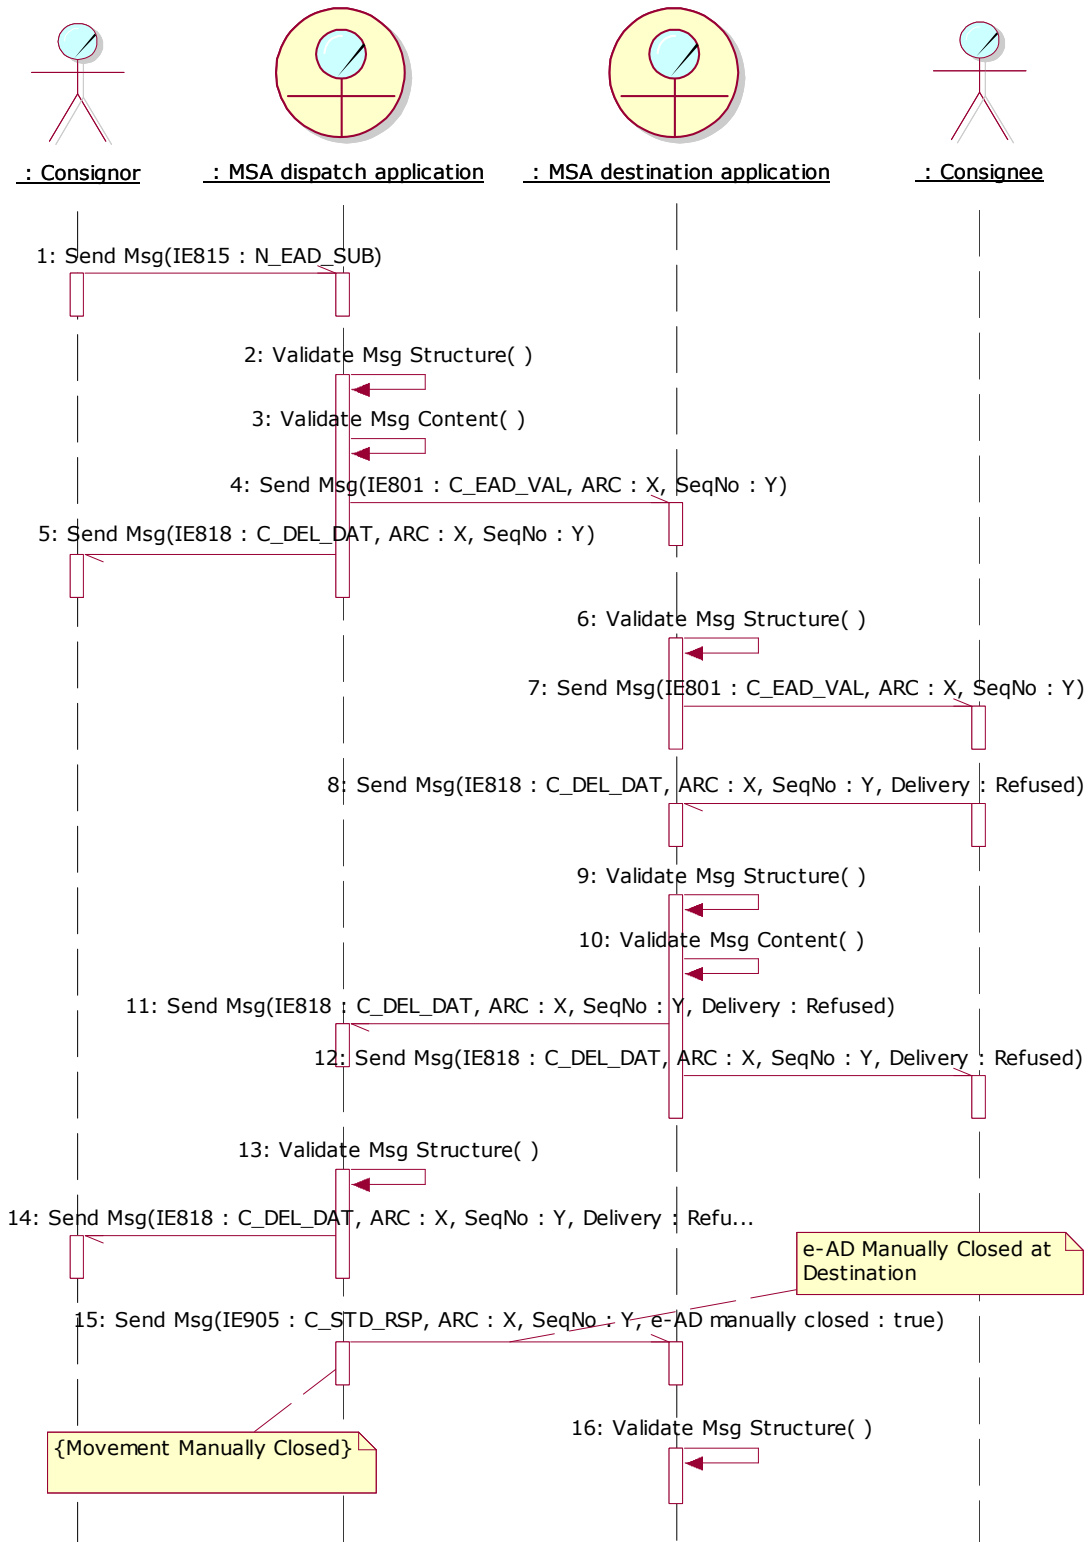 : Consignor
: MSA dispatch application
: MSA destination application
: Consignee
1: Send Msg(IE815 : N_EAD_SUB)
2: Validate Msg Structure( )
3: Validate Msg Content( )
4: Send Msg(IE801 : C_EAD_VAL, ARC : X, SeqNo : Y)
5: Send Msg(IE818 : C_DEL_DAT, ARC : X, SeqNo : Y)
6: Validate Msg Structure( )
7: Send Msg(IE801 : C_EAD_VAL, ARC : X, SeqNo : Y)
8: Send Msg(IE818 : C_DEL_DAT, ARC : X, SeqNo : Y, Delivery : Refused)
9: Validate Msg Structure( )
10: Validate Msg Content( )
11: Send Msg(IE818 : C_DEL_DAT, ARC : X, SeqNo : Y, Delivery : Refused)
12: Send Msg(IE818 : C_DEL_DAT, ARC : X, SeqNo : Y, Delivery : Refused)
13: Validate Msg Structure( )
14: Send Msg(IE818 : C_DEL_DAT, ARC : X, SeqNo : Y, Delivery : Refu...
e-AD Manually Closed at
Destination
15: Send Msg(IE905 : C_STD_RSP, ARC : X, SeqNo : Y, e-AD manually closed : true)
16: Validate Msg Structure( )
{Movement Manually Closed}